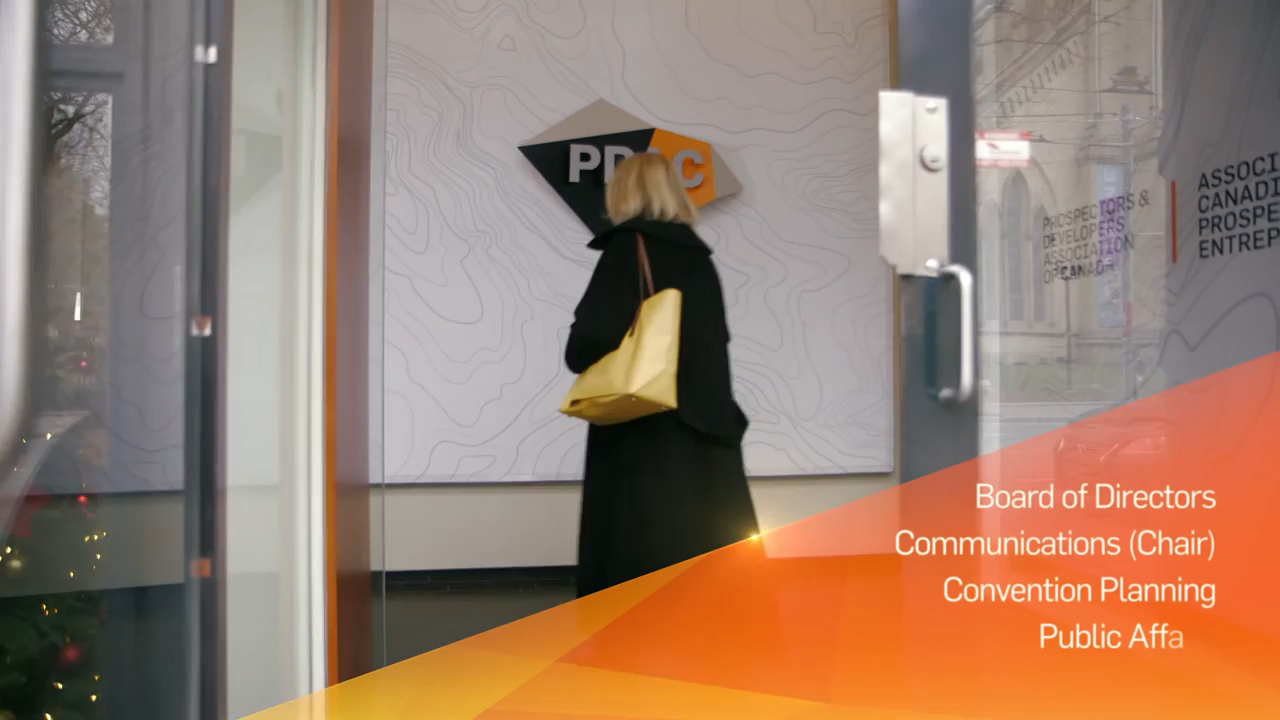 PDAC
PROSPECTORS &
DEVELOPERS
ASSOCIATION
OF CANADA
ASSOCI
CANADI
PROSPE
ENTREP
Board of Directors
Communications (Chair)
Convention Planning
Public Affa